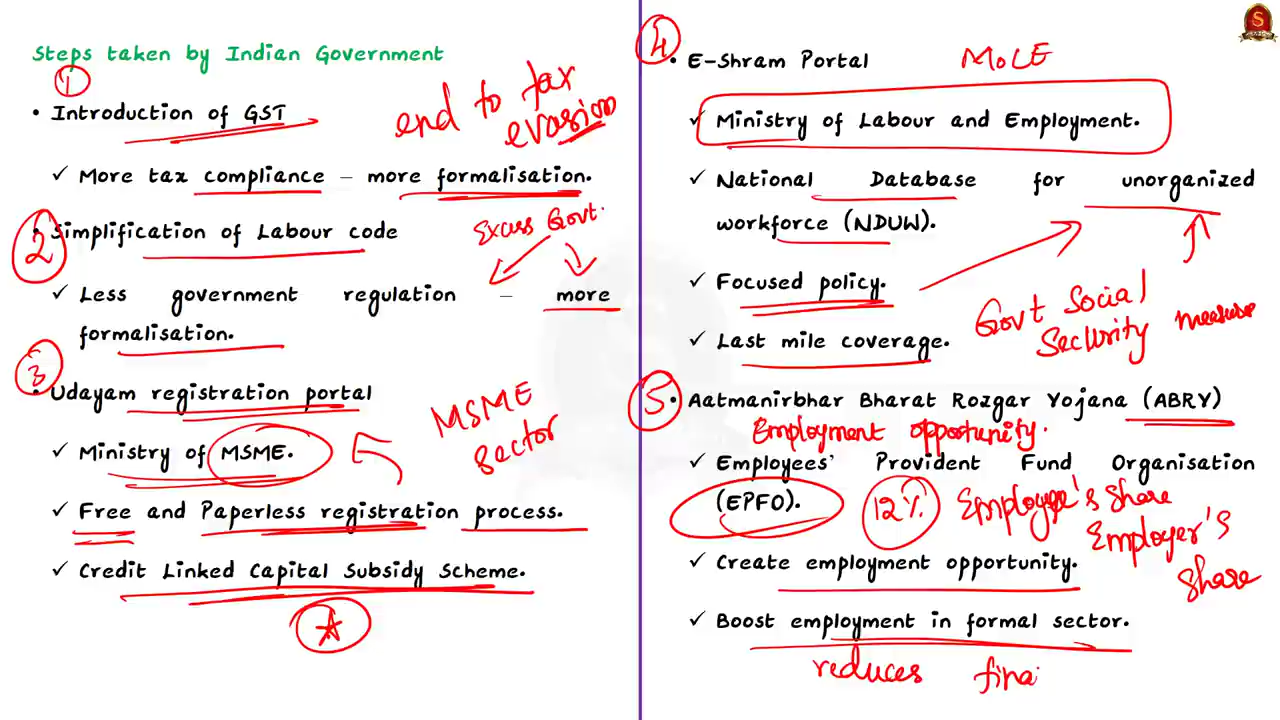 Steps taken by Indian Government
1
• Introduction of GST
end to tax
evasion
✓ More tax compliance – more formalisation.
2
• Simplification of Labour code
Excess Govt.
✓ Less government regulation – more
formalisation.
3
• Udayam registration portal
MSME
sector
✓ Ministry of MSME.
✓ Free and Paperless registration process.
✓ Credit Linked Capital Subsidy Scheme.
4
• E-Shram Portal
MoLE
✓ Ministry of Labour and Employment.
✓ National Database for unorganized
workforce (NDUW).
✓ Focused policy.
Govt Social
Security measure
✓ Last mile coverage.
5
• Aatmanirbhar Bharat Rozgar Yojana (ABRY)
Employment opportunity.
✓ Employees' Provident Fund Organisation
(EPFO).
12% Employee's share
Employer's
share
✓ Create employment opportunity.
✓ Boost employment in formal sector.
reduces fina